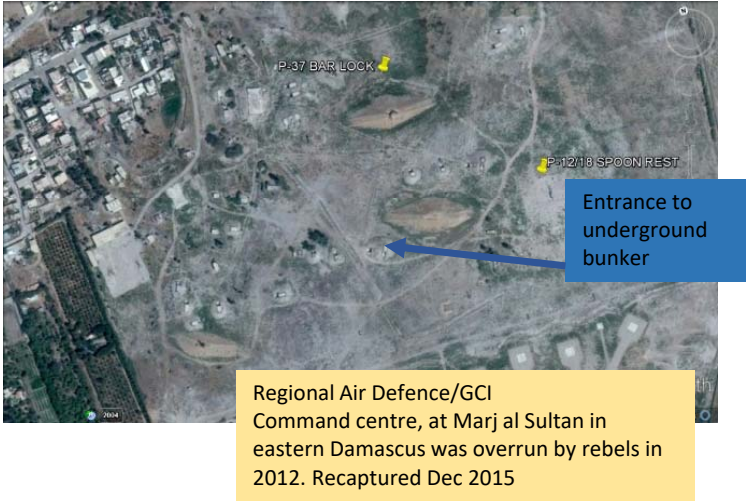 P-37 BAR LOCK
P-12/18 SPOON REST
Entrance to
underground
bunker
Regional Air Defence/GCI
Command centre, at Marj al Sultan in
eastern Damascus was overrun by rebels in
2012. Recaptured Dec 2015
2004